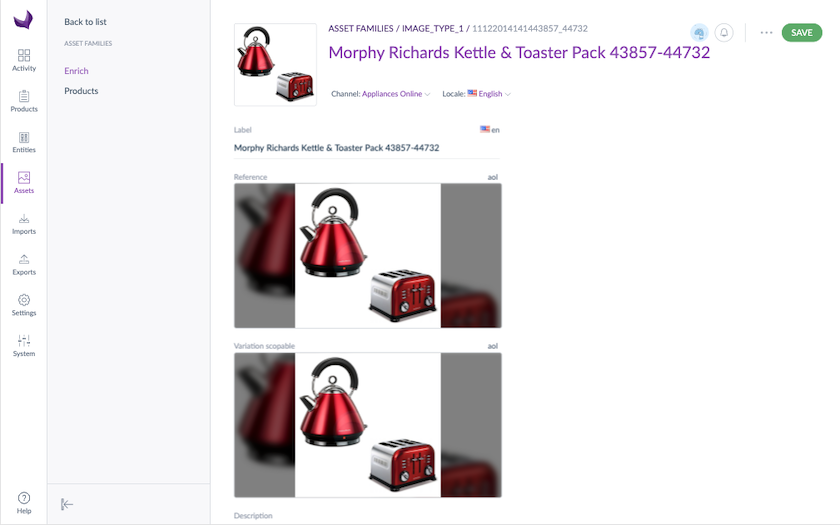 Back to list
ASSET FAMILIES
Enrich
Products
Activity
Products
Entities
Assets
Imports
Exports
Settings
System
Help
ASSET FAMILIES / IMAGE_TYPE_1 / 11122014141443857_44732
SAVE
Morphy Richards Kettle & Toaster Pack 43857-44732
Channel: Appliances Online Locale: English
Label en
Morphy Richards Kettle & Toaster Pack 43857-44732
Reference aol
Variation scopable aol
Description